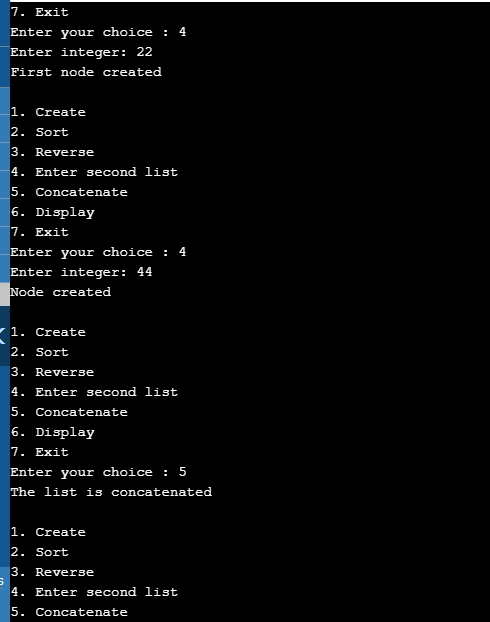 7. Exit
Enter your choice : 4
Enter integer: 22
First node created

1. Create
2. Sort
3. Reverse
4. Enter second list
5. Concatenate
6. Display
7. Exit
Enter your choice : 4
Enter integer: 44
Node created

1. Create
2. Sort
3. Reverse
4. Enter second list
5. Concatenate
6. Display
7. Exit
Enter your choice : 5
The list is concatenated

1. Create
2. Sort
3. Reverse
4. Enter second list
5. Concatenate